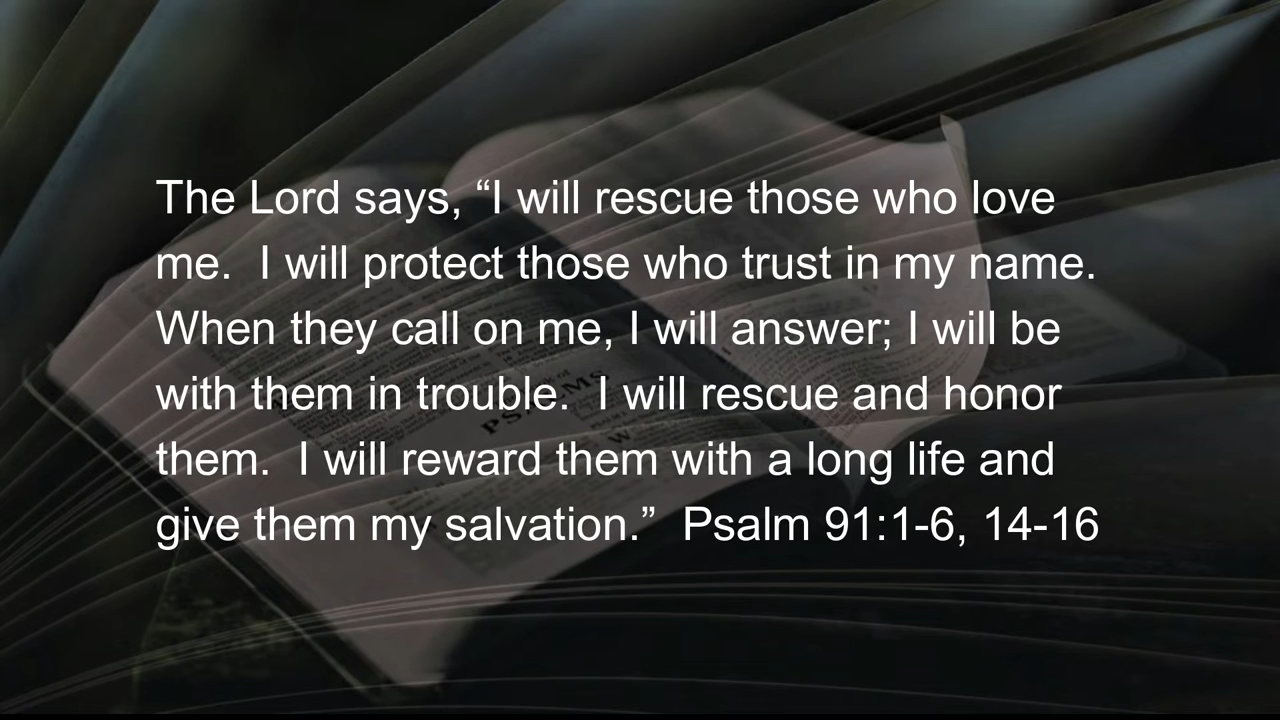 The Lord says, “I will rescue those who love
me.  I will protect those who trust in my name.
When they call on me, I will answer; I will be
with them in trouble.  I will rescue and honor
them.  I will reward them with a long life and
give them my salvation.”  Psalm 91:1-6, 14-16
PSALMS